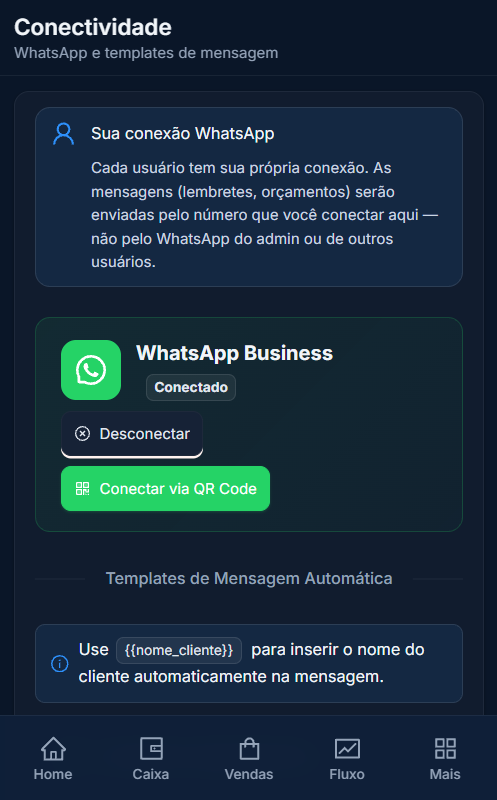 Conectividade
WhatsApp e templates de mensagem
Sua conexão WhatsApp
Cada usuário tem sua própria conexão. As
mensagens (lembretes, orçamentos) serão
enviadas pelo número que você conectar aqui —
não pelo WhatsApp do admin ou de outros
usuários.
WhatsApp Business
Conectado
Desconectar
Conectar via QR Code
Templates de Mensagem Automática
Use {{nome_cliente}} para inserir o nome do
cliente automaticamente na mensagem.
Home Caixa Vendas Fluxo Mais